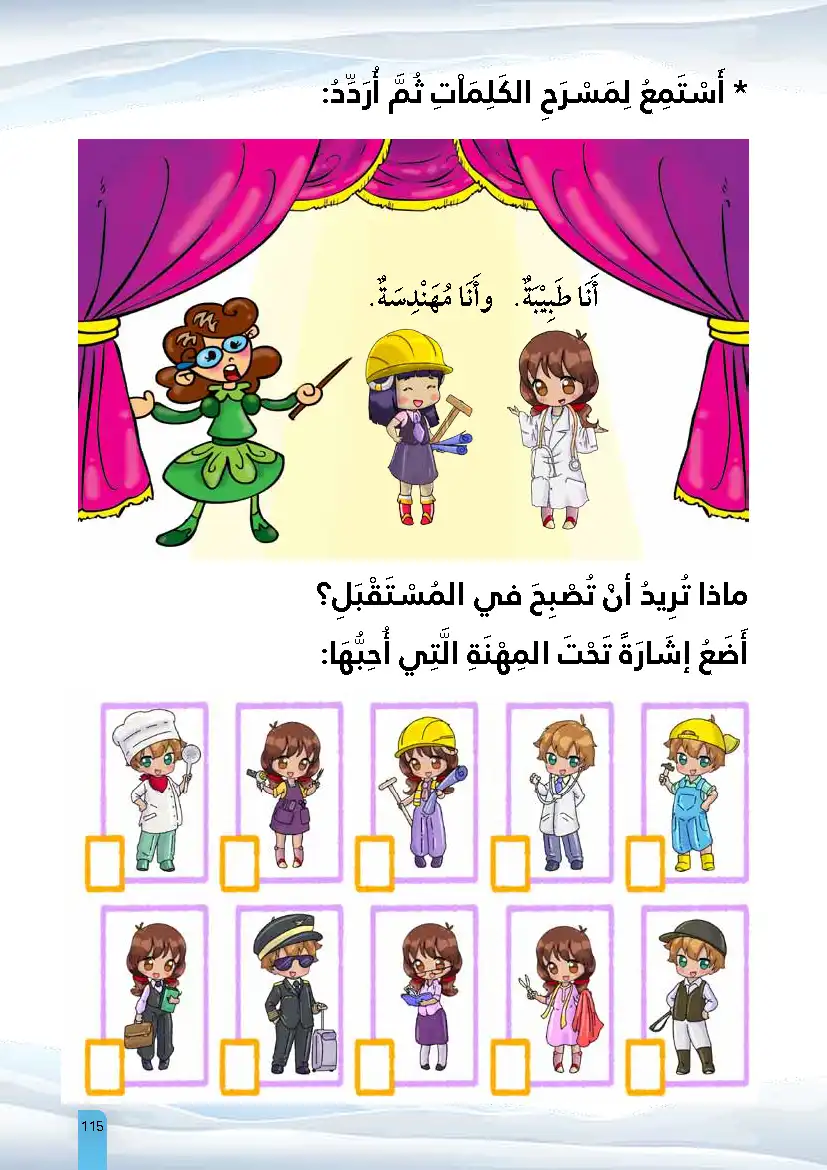 * أَسْتَمِعُ لِمَسْرَحِ الكَلِمَاْتِ ثُمَّ أُرَدِّدُ:
أَنَا طَبِيْبَةٌ. وأَنَا مُهَنْدِسَةٌ.
ماذا تُرِيدُ أنْ تُصْبِحَ في المُسْتَقْبَلِ؟
أَضَعُ إشَارَةً تَحْتَ المِهْنَةِ الَّتِي أُحِبُّهَا:
115